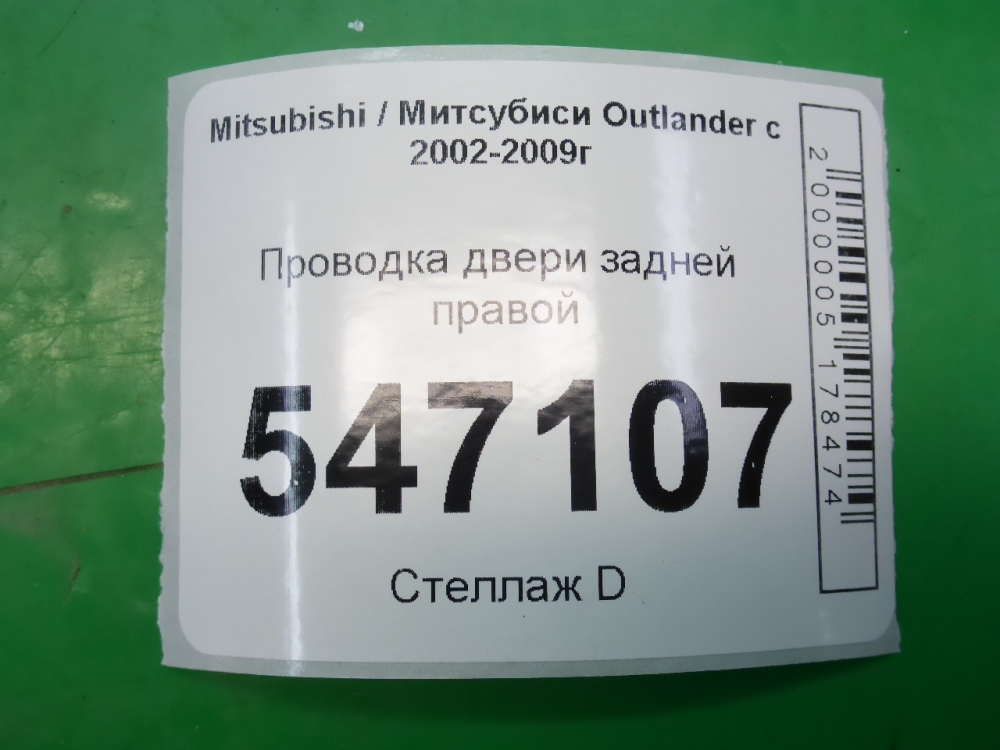 Mitsubishi / Митсубиси Outlander с
2002-2009г
Проводка двери задней
правой
547107
Стеллаж D
2000005178474